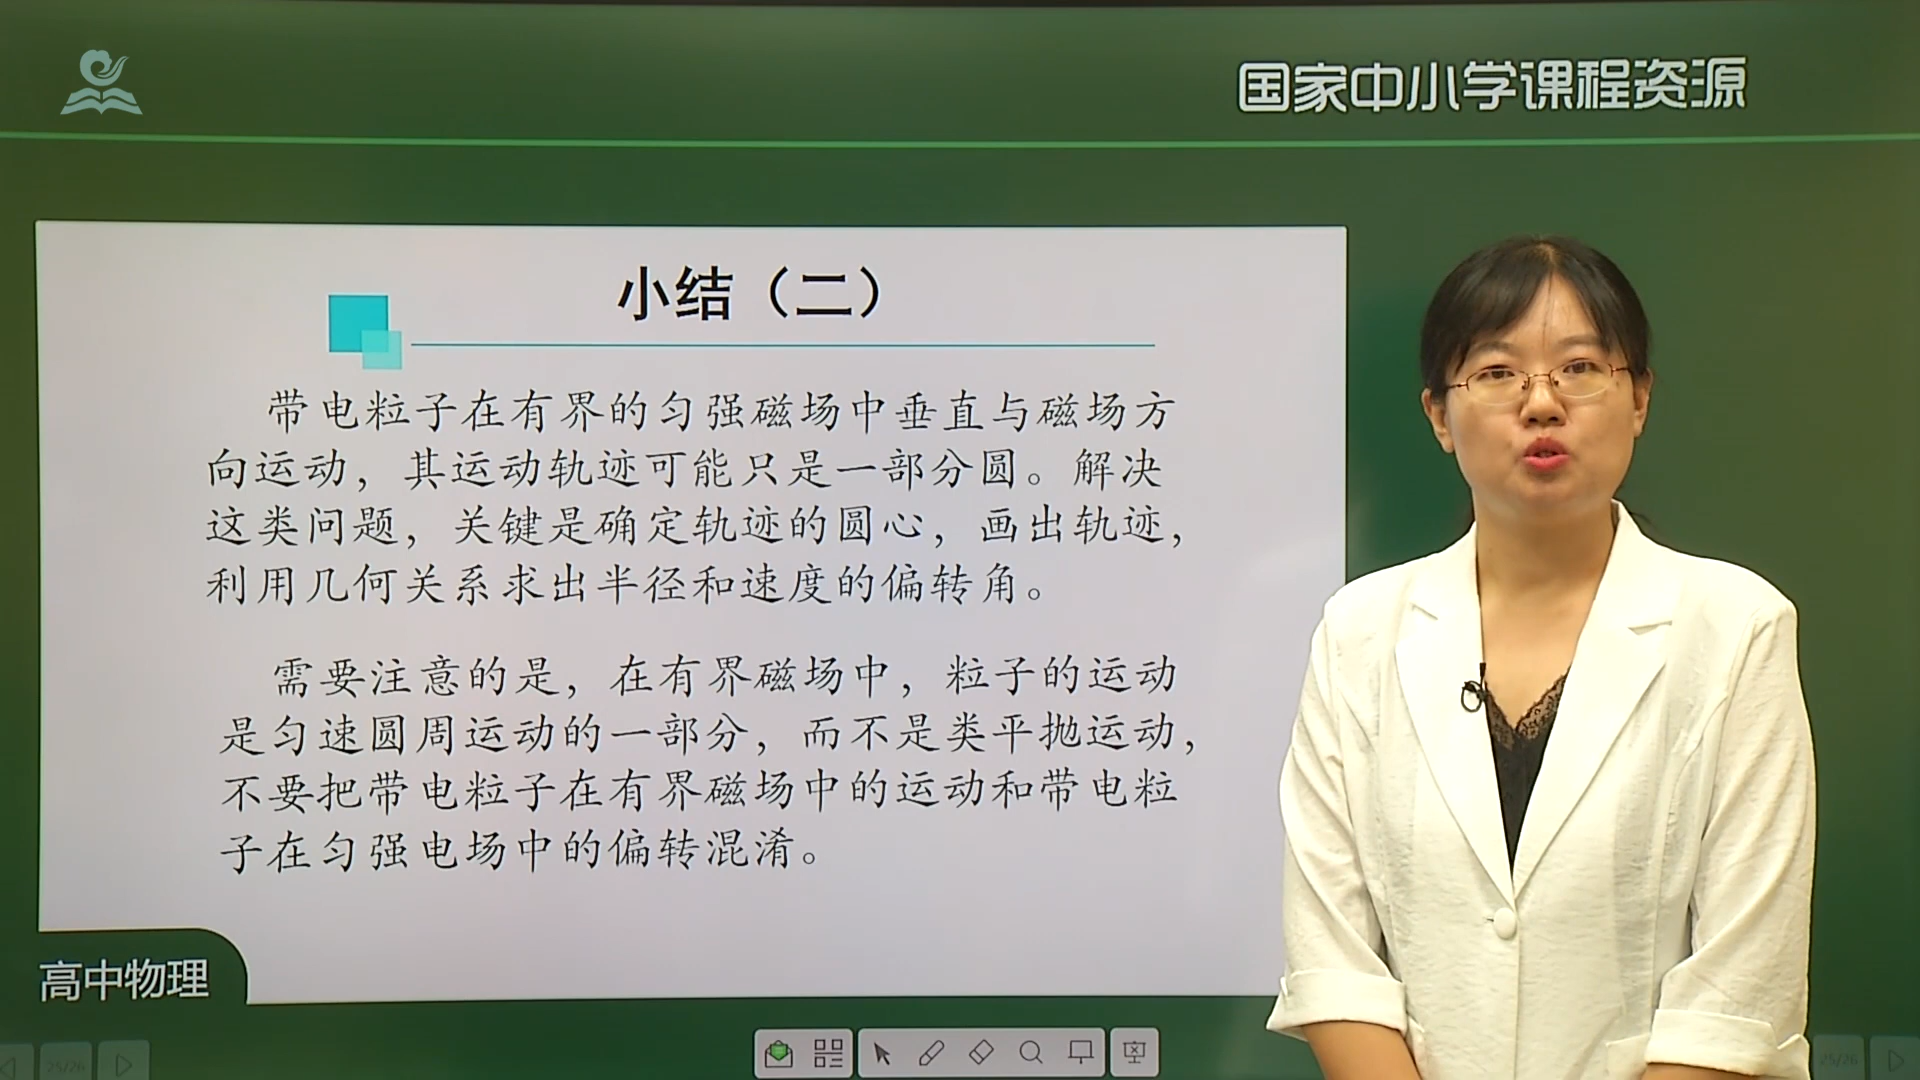 国家中小学课程资源
小结（二）
带电粒子在有界的匀强磁场中垂直与磁场方
向运动，其运动轨迹可能只是一部分圆。解决
这类问题，关键是确定轨迹的圆心，画出轨迹，
利用几何关系求出半径和速度的偏转角。
需要注意的是，在有界磁场中，粒子的运动
是匀速圆周运动的一部分，而不是类平抛运动，
不要把带电粒子在有界磁场中的运动和带电粒
子在匀强电场中的偏转混淆。
高中物理
25/26
25/26